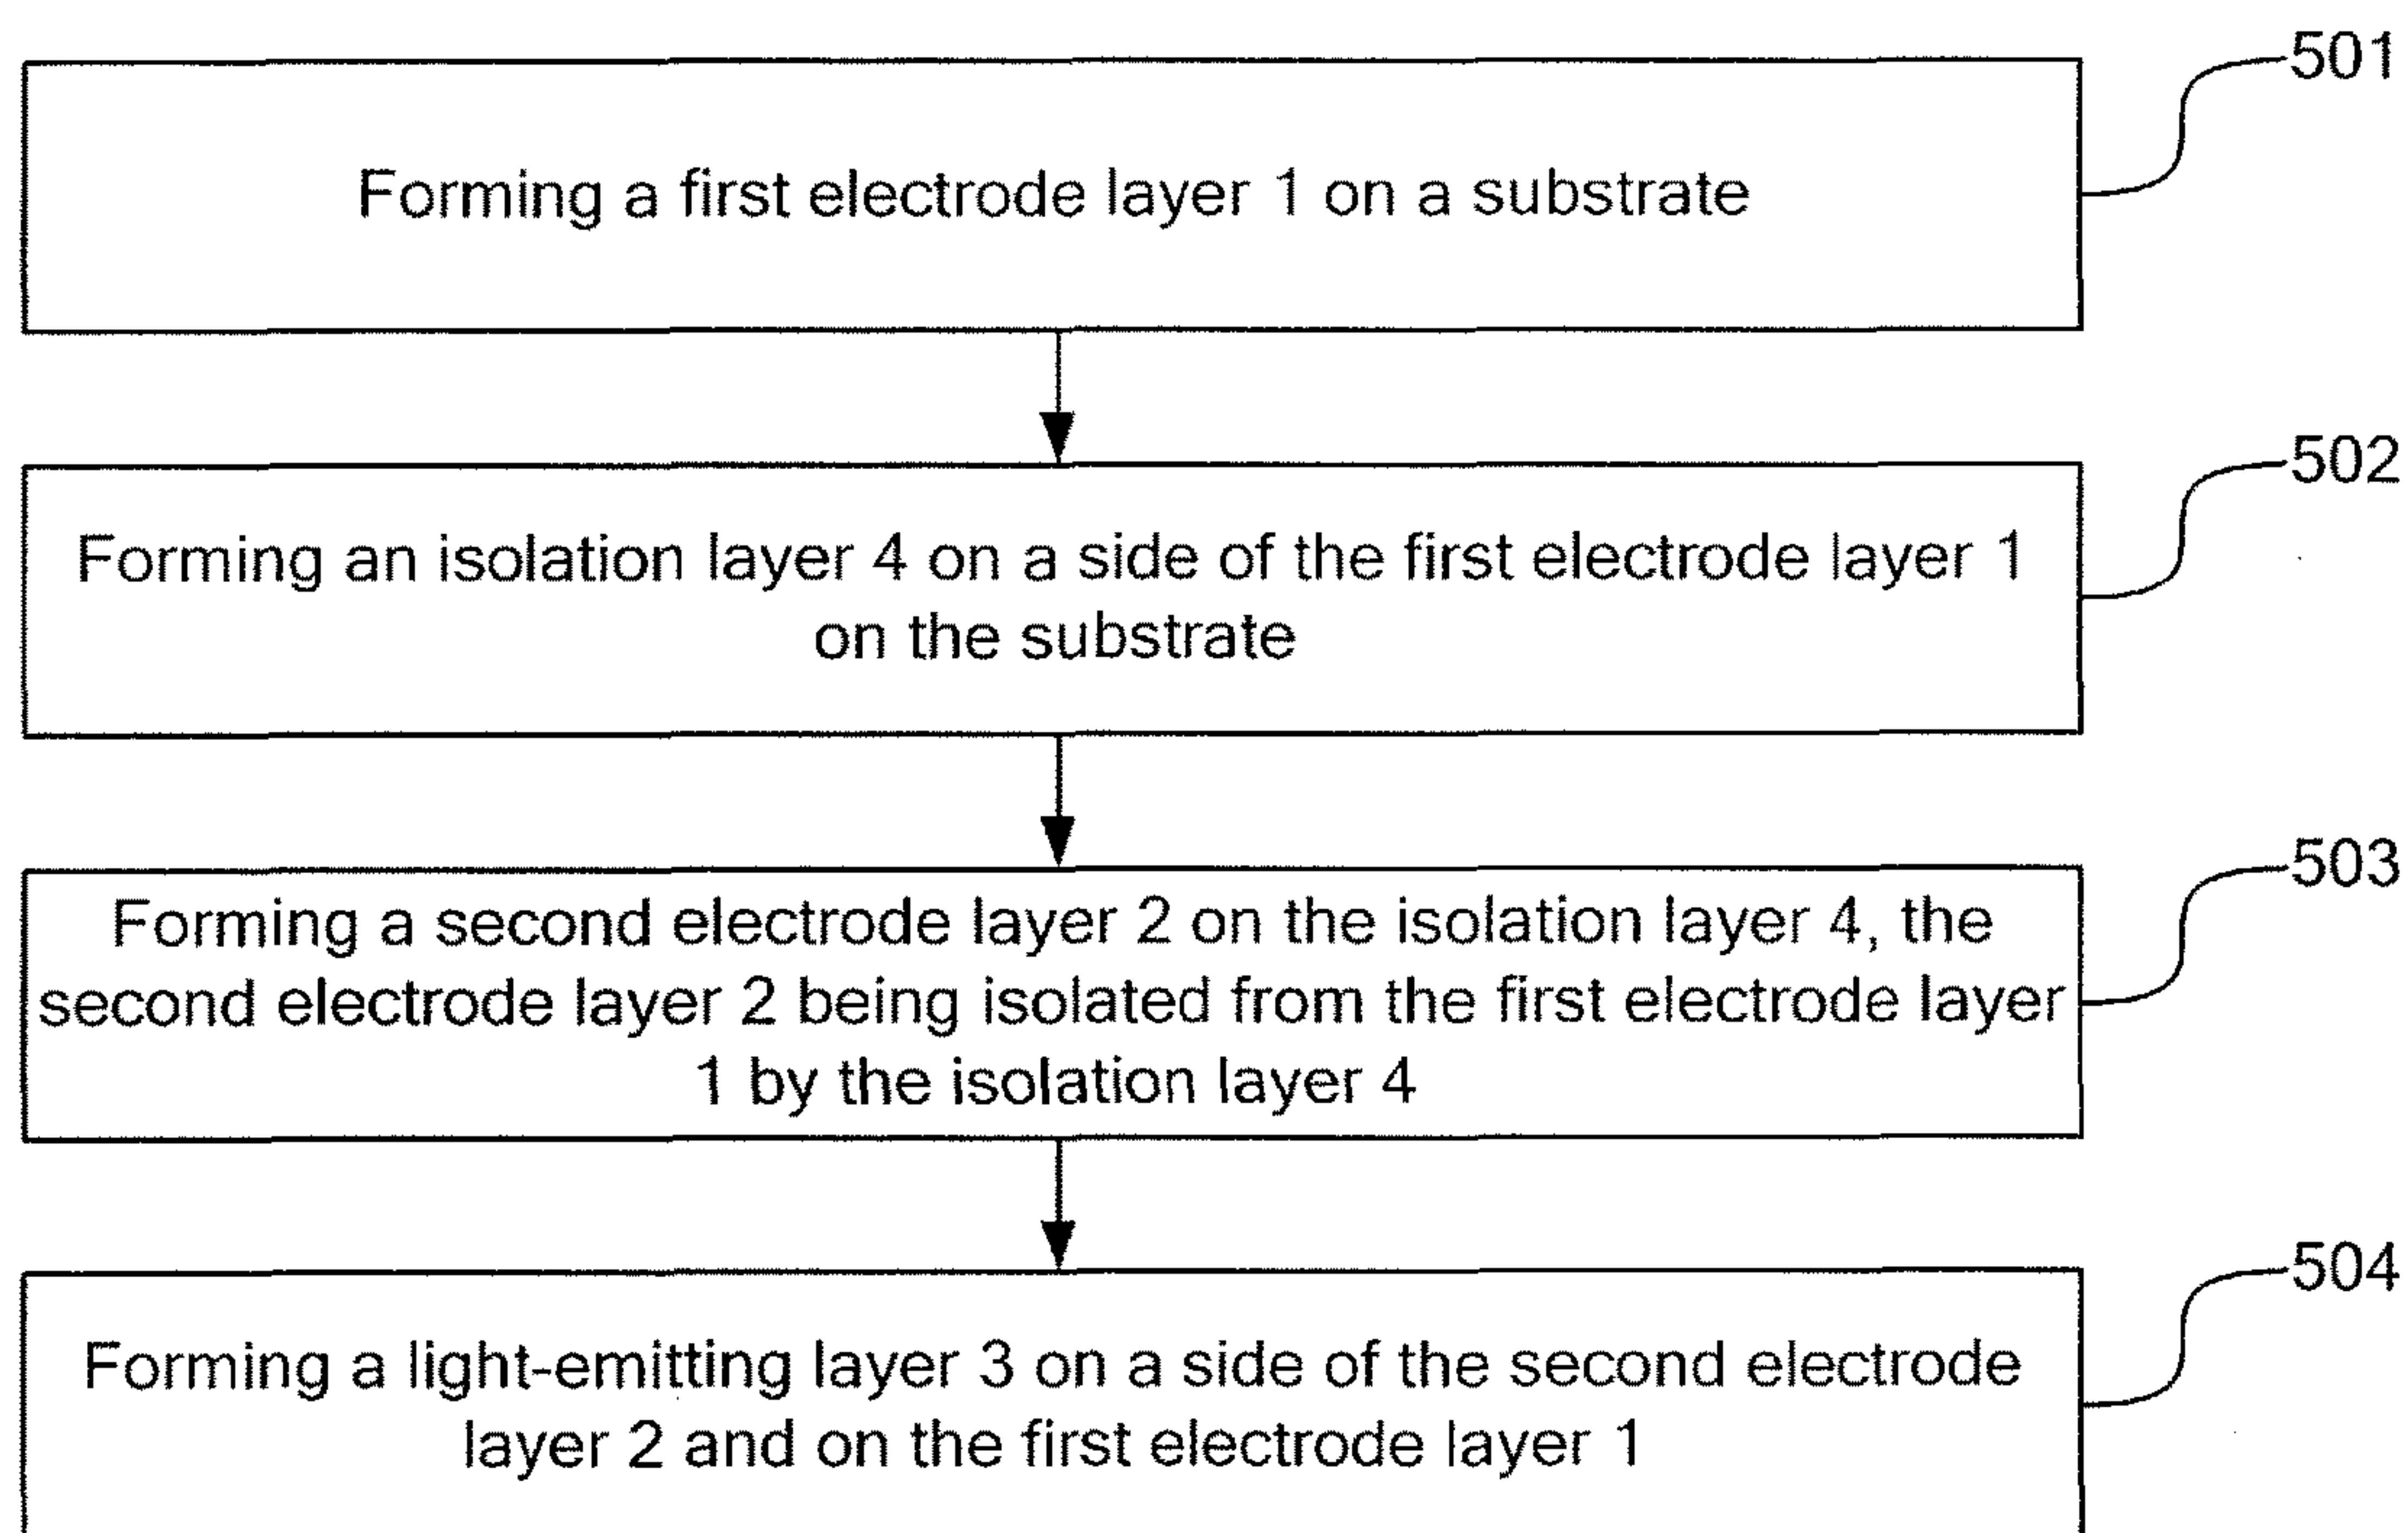 501
Forming a first electrode layer 1 on a substrate
502
Forming an isolation layer 4 on a side of the first electrode layer 1
on the substrate
503
Forming a second electrode layer 2 on the isolation layer 4, the
second electrode layer 2 being isolated from the first electrode layer
1 by the isolation layer 4
504
Forming a light-emitting layer 3 on a side of the second electrode
layer 2 and on the first electrode layer 1